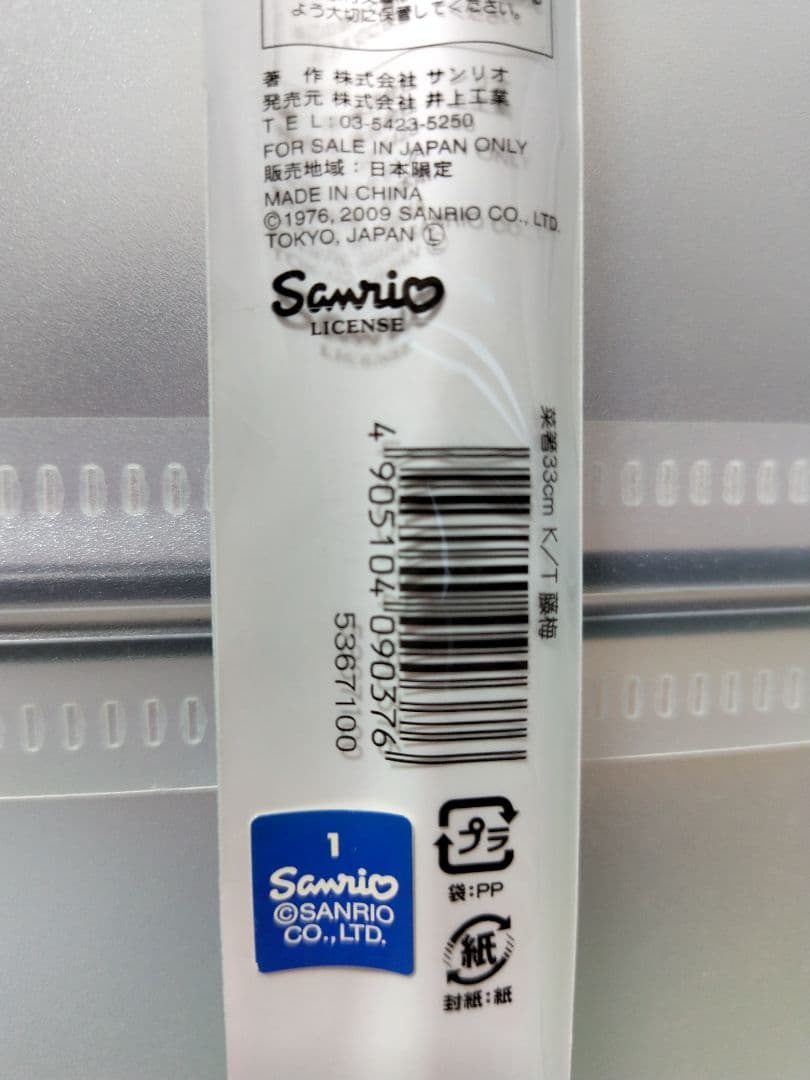 よう大切に保管してください。
著 作 株式会社 サンリオ
発売元 株式会社 井上工業
TEL:03-5423-5250
FOR SALE IN JAPAN ONLY
販売地域:日本限定
MADE IN CHINA
©1976, 2009 SANRIO CO., LTD.
TOKYO, JAPAN Ⓛ
Sanrio
LICENSE
菜箸33cm K/T 藤梅
4 905104 090376
5367100
1
Sanrio
©SANRIO
CO.,LTD.
プラ
袋:PP
紙
封紙:紙